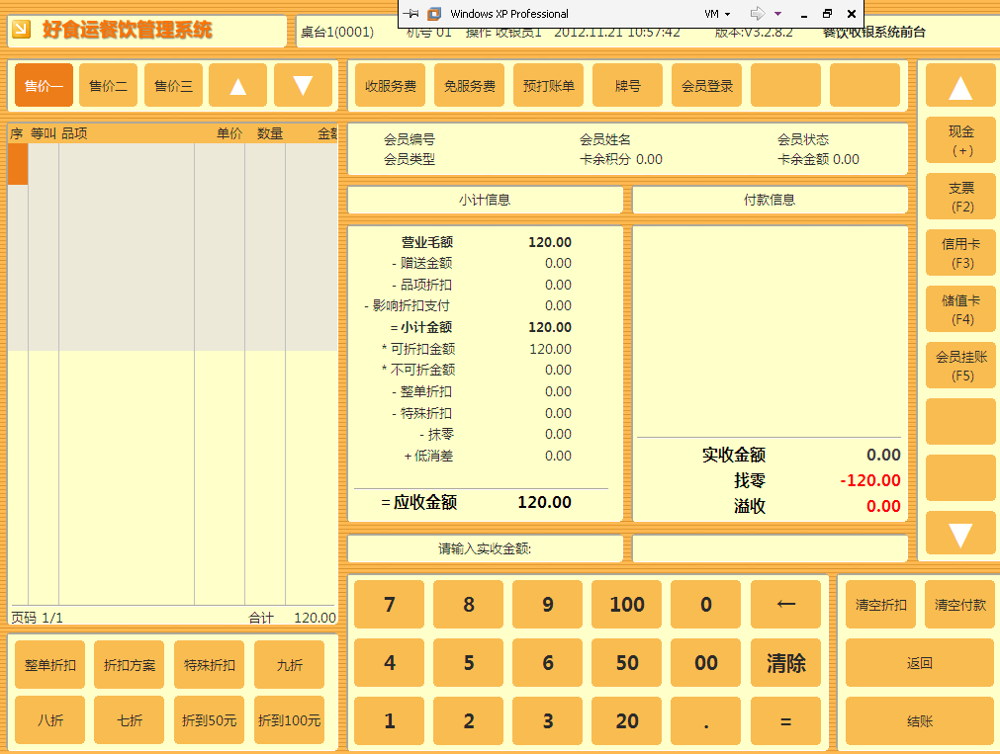 Windows XP Professional VM
好食运餐饮管理系统
桌台1(0001) 机号 01 操作 收银员1 2012.11.21 10:57:42 版本:V3.2.8.2 餐饮收银系统前台
售价一 售价二 售价三 ▲ ▼
收服务费 免服务费 预打账单 牌号 会员登录
▲
序 等叫 品项 单价 数量 金额
会员编号 会员姓名 会员状态
会员类型 卡余积分 0.00 卡余金额 0.00
小计信息 付款信息
营业毛额 120.00
- 赠送金额 0.00
- 品项折扣 0.00
- 影响折扣支付 0.00
= 小计金额 120.00
* 可折扣金额 120.00
* 不可折金额 0.00
- 整单折扣 0.00
- 特殊折扣 0.00
- 抹零 0.00
+ 低消差 0.00
= 应收金额 120.00
实收金额 0.00
找零 -120.00
溢收 0.00
现金
(+)
支票
(F2)
信用卡
(F3)
储值卡
(F4)
会员挂账
(F5)
▼
请输入实收金额:
页码 1/1 合计 120.00
整单折扣 折扣方案 特殊折扣 九折
八折 七折 折到50元 折到100元
7 8 9 100 0 ←
4 5 6 50 00 清除
1 2 3 20 . =
清空折扣 清空付款
返回
结账